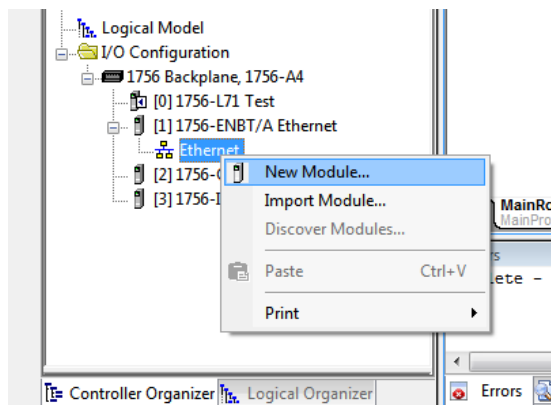 Logical Model
I/O Configuration
1756 Backplane, 1756-A4
[0] 1756-L71 Test
[1] 1756-ENBT/A Ethernet
Ethernet
[2] 1756-
[3] 1756-
New Module...
Import Module...
Discover Modules...
Paste Ctrl+V
Print
MainRo
MainPro
ete -
Controller Organizer
Logical Organizer
Errors